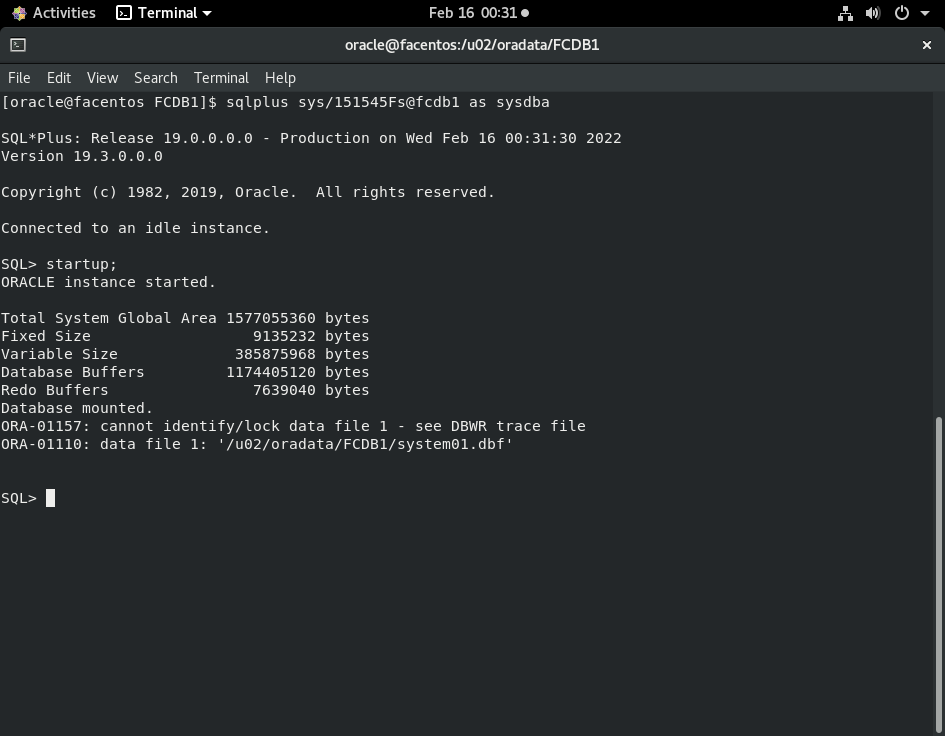 Activities Terminal Feb 16 00:31
oracle@facentos:/u02/oradata/FCDB1
File Edit View Search Terminal Help
[oracle@facentos FCDB1]$ sqlplus sys/151545Fs@fcdb1 as sysdba
SQL*Plus: Release 19.0.0.0.0 - Production on Wed Feb 16 00:31:30 2022
Version 19.3.0.0.0
Copyright (c) 1982, 2019, Oracle.  All rights reserved.
Connected to an idle instance.
SQL> startup;
ORACLE instance started.
Total System Global Area 1577055360 bytes
Fixed Size                  9135232 bytes
Variable Size             385875968 bytes
Database Buffers         1174405120 bytes
Redo Buffers                7639040 bytes
Database mounted.
ORA-01157: cannot identify/lock data file 1 - see DBWR trace file
ORA-01110: data file 1: '/u02/oradata/FCDB1/system01.dbf'
SQL>